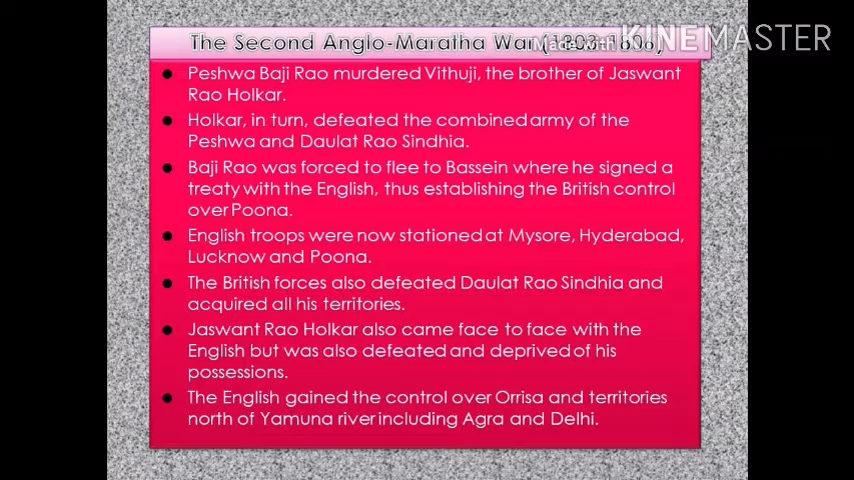 The Second Anglo-Maratha War (1803-1806)
Made with KINEMASTER
Peshwa Baji Rao murdered Vithuji, the brother of Jaswant
Rao Holkar.
Holkar, in turn, defeated the combined army of the
Peshwa and Daulat Rao Sindhia.
Baji Rao was forced to flee to Bassein where he signed a
treaty with the English, thus establishing the British control
over Poona.
English troops were now stationed at Mysore, Hyderabad,
Lucknow and Poona.
The British forces also defeated Daulat Rao Sindhia and
acquired all his territories.
Jaswant Rao Holkar also came face to face with the
English but was also defeated and deprived of his
possessions.
The English gained the control over Orrisa and territories
north of Yamuna river including Agra and Delhi.